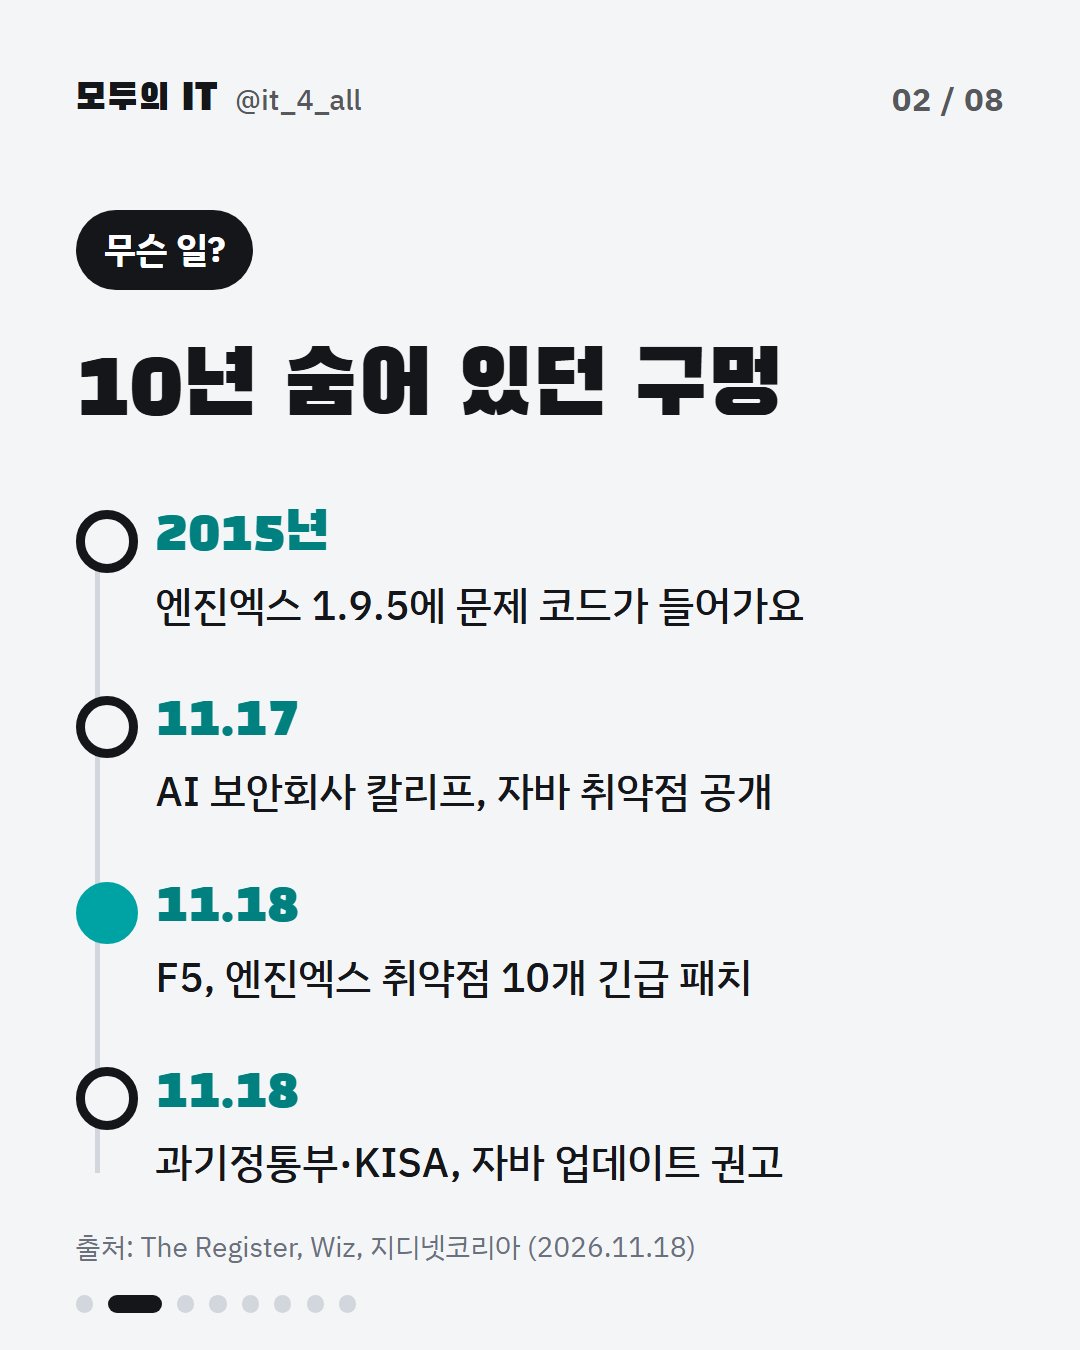 모두의 IT @it_4_all
02 / 08
무슨 일?
10년 숨어 있던 구멍
2015년
엔진엑스 1.9.5에 문제 코드가 들어가요
11.17
AI 보안회사 칼리프, 자바 취약점 공개
11.18
F5, 엔진엑스 취약점 10개 긴급 패치
11.18
과기정통부·KISA, 자바 업데이트 권고
출처: The Register, Wiz, 지디넷코리아 (2026.11.18)